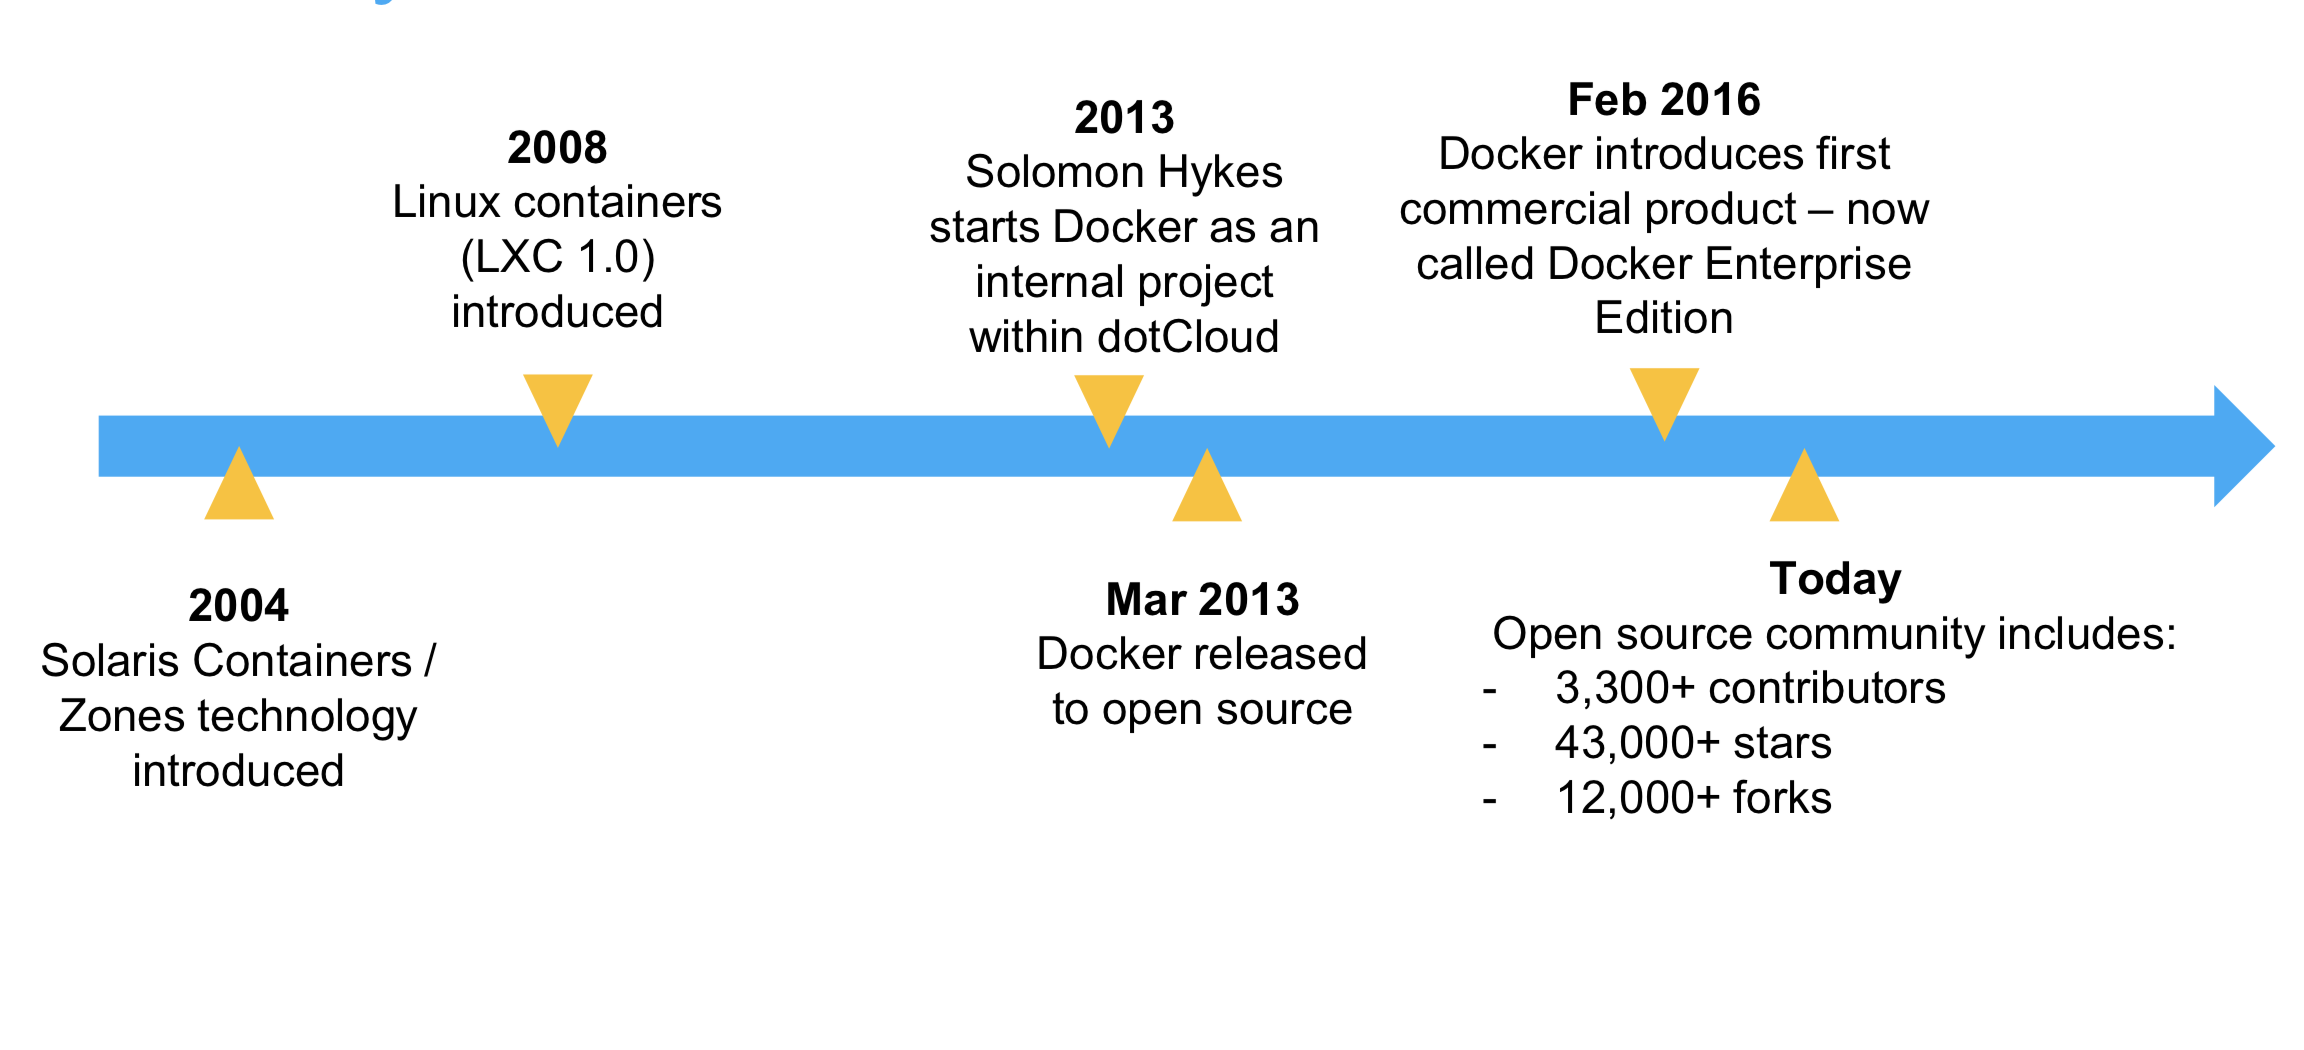 2008
Linux containers
(LXC 1.0)
introduced
2013
Solomon Hykes
starts Docker as an
internal project
within dotCloud
Feb 2016
Docker introduces first
commercial product – now
called Docker Enterprise
Edition
2004
Solaris Containers /
Zones technology
introduced
Mar 2013
Docker released
to open source
Today
Open source community includes:
- 3,300+ contributors
- 43,000+ stars
- 12,000+ forks